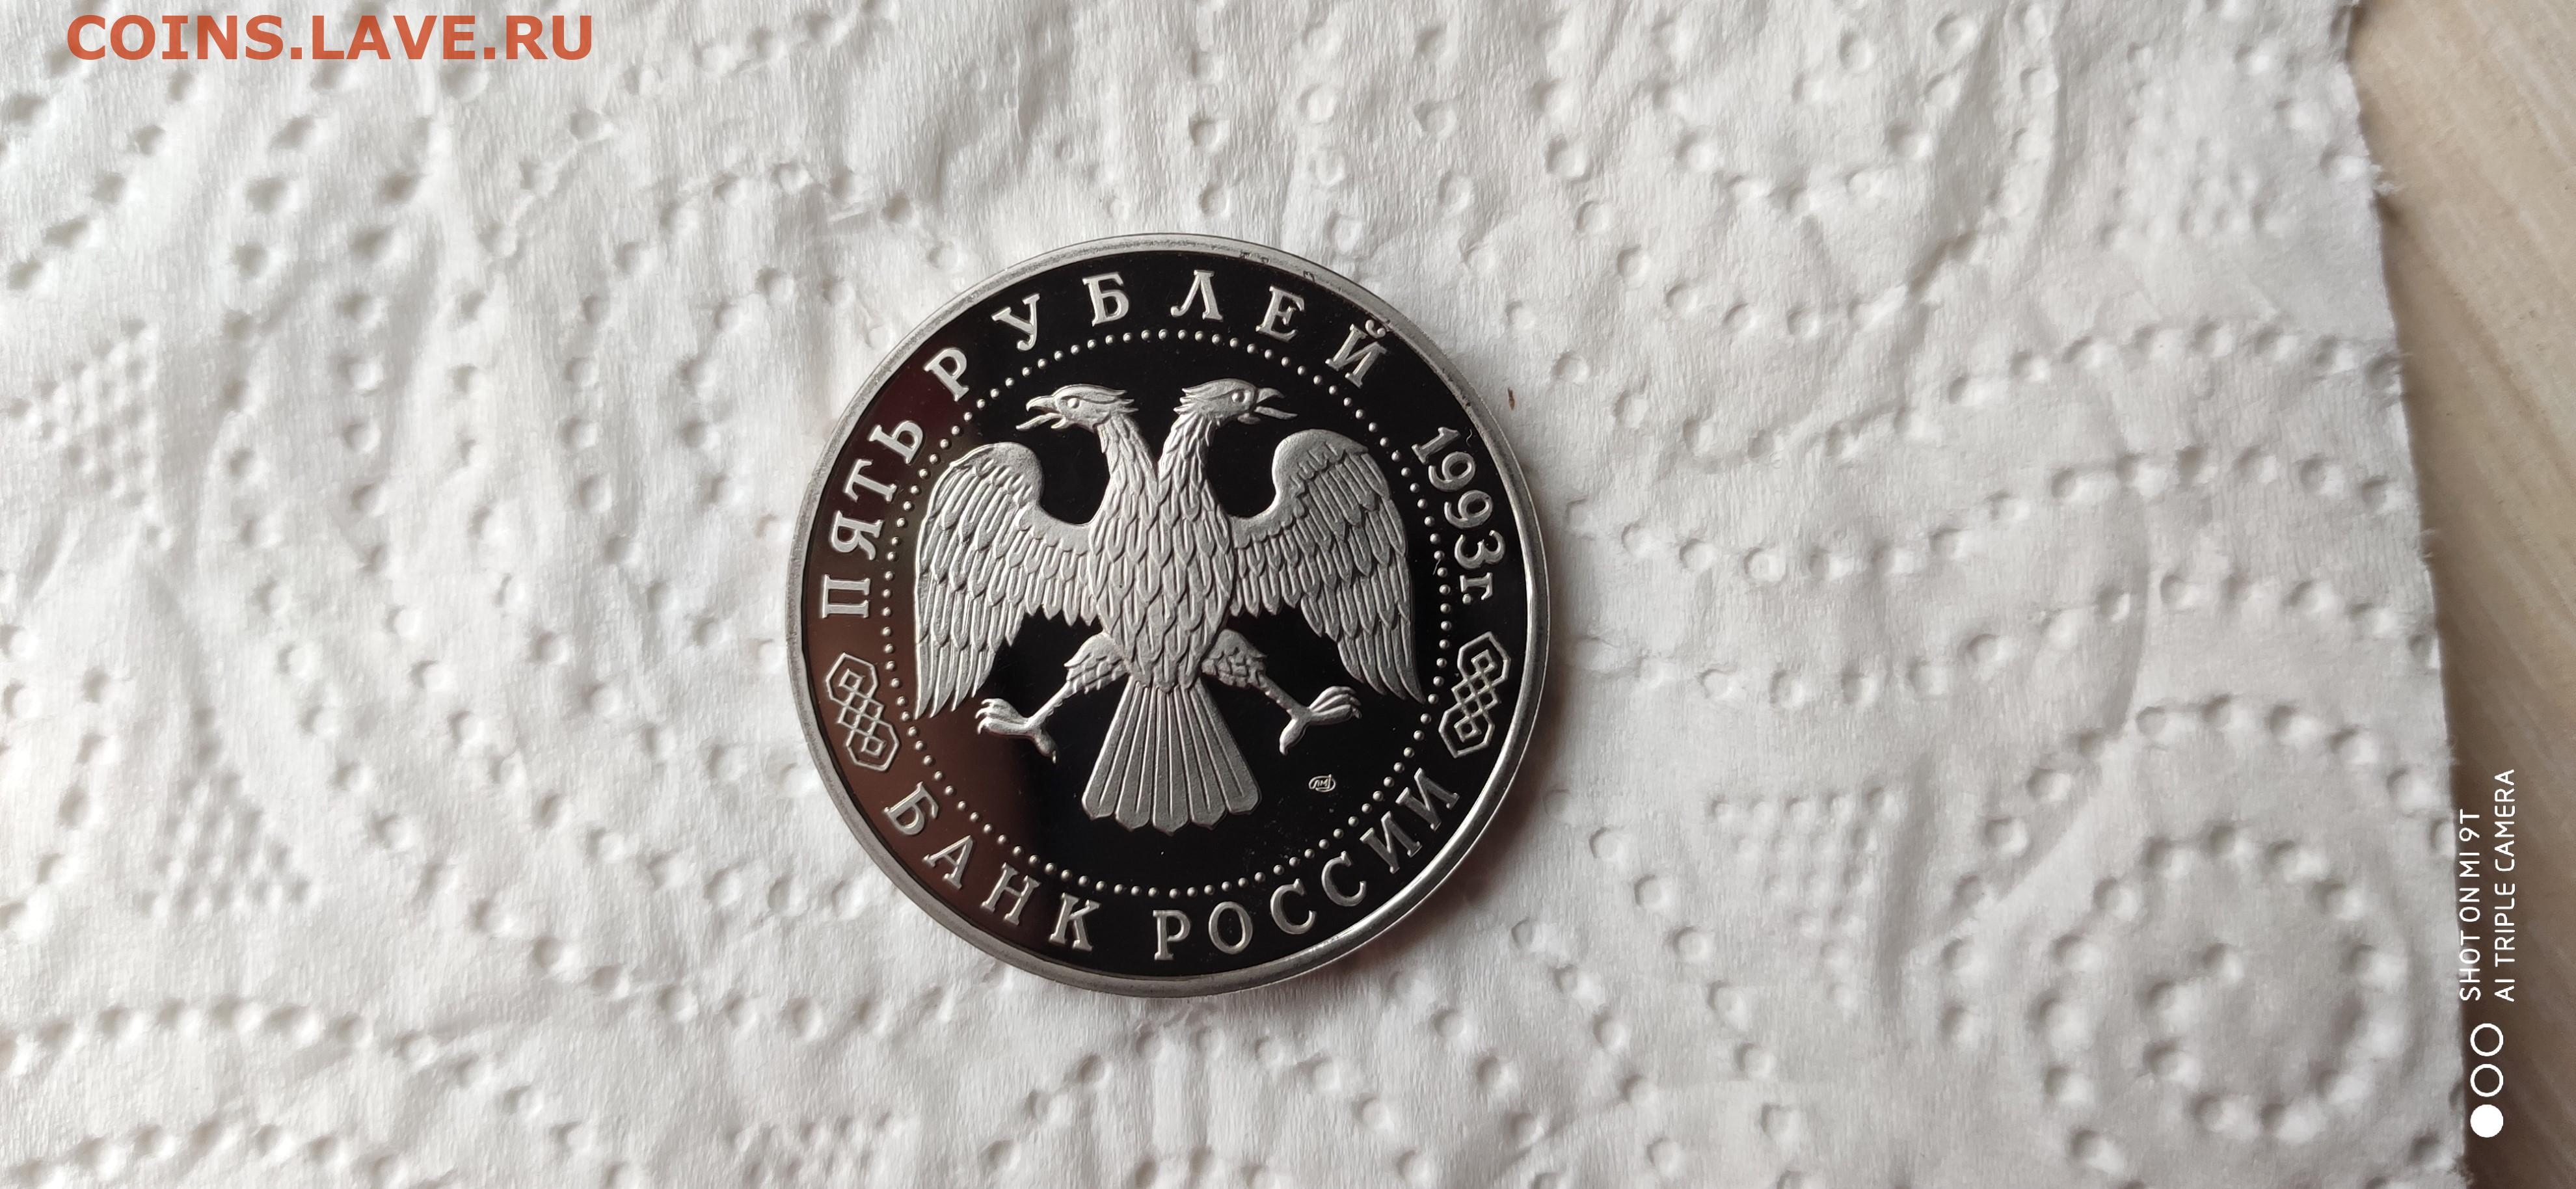 COINS.LAVE.RU
ПЯТЬ РУБЛЕЙ 1993г.
БАНК РОССИИ
ЛМД
SHOT ON MI 9T
AI TRIPLE CAMERA